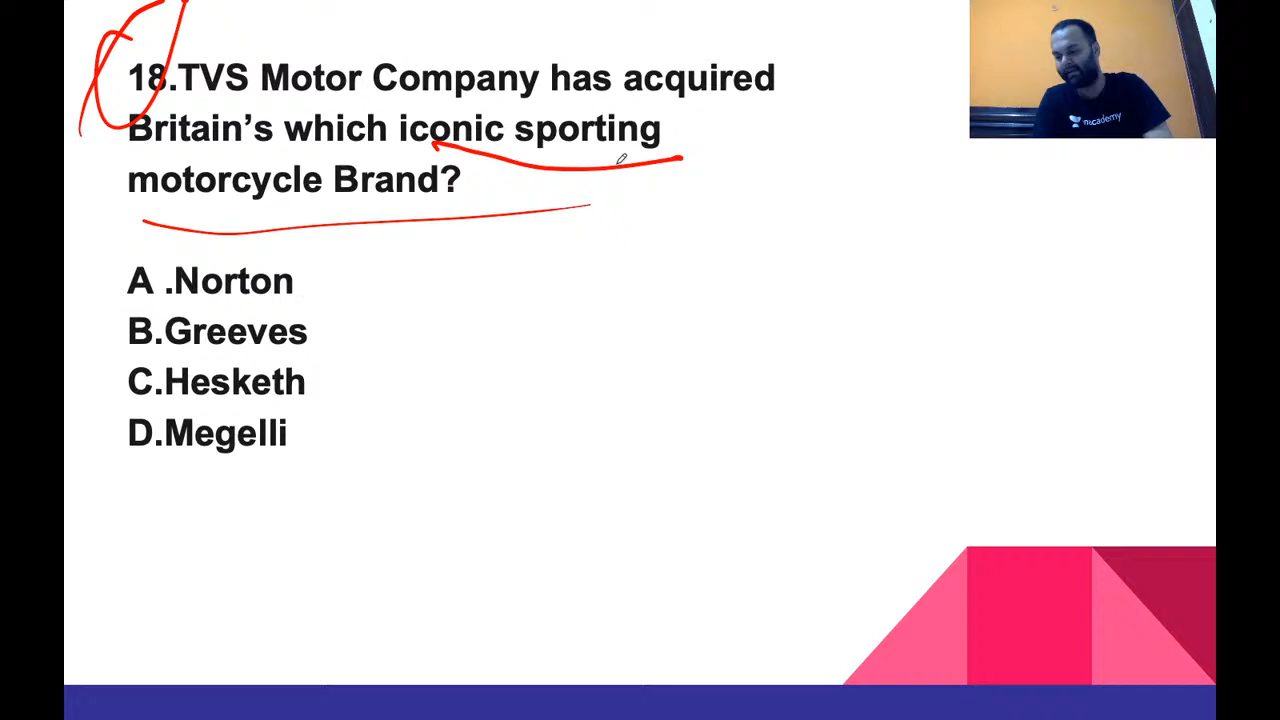 18.TVS Motor Company has acquired
Britain’s which iconic sporting
motorcycle Brand?
A .Norton
B.Greeves
C.Hesketh
D.Megelli